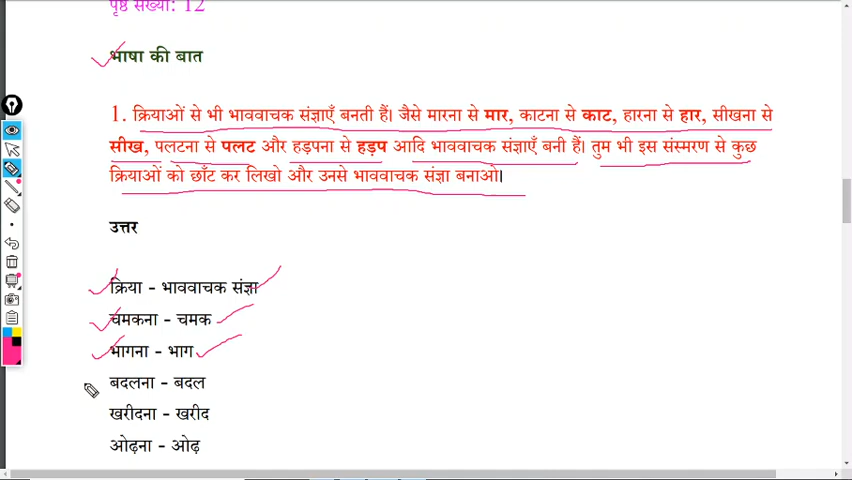 पृष्ठ संख्या: 12
भाषा की बात
1. क्रियाओं से भी भाववाचक संज्ञाएँ बनती हैं। जैसे मारना से मार, काटना से काट, हारना से हार, सीखना से
सीख, पलटना से पलट और हड़पना से हड़प आदि भाववाचक संज्ञाएँ बनी हैं। तुम भी इस संस्मरण से कुछ
क्रियाओं को छाँट कर लिखो और उनसे भाववाचक संज्ञा बनाओ।
उत्तर
क्रिया - भाववाचक संज्ञा
चमकना - चमक
भागना - भाग
बदलना - बदल
खरीदना - खरीद
ओढ़ना - ओढ़